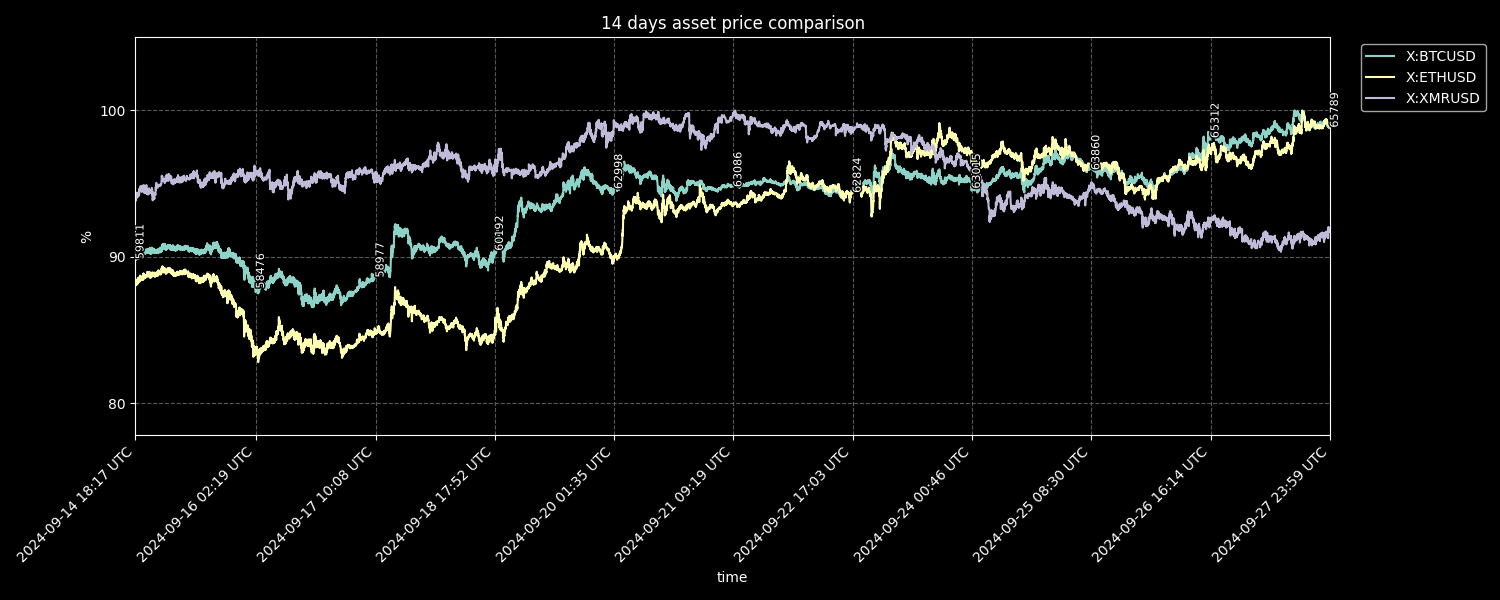 14 days asset price comparison
X:BTCUSD
X:ETHUSD
X:XMRUSD
%
100
90
80
59811
58476
58977
60192
62998
63086
62824
63015
63860
65312
65789
2024-09-14 18:17 UTC
2024-09-16 02:19 UTC
2024-09-17 10:08 UTC
2024-09-18 17:52 UTC
2024-09-20 01:35 UTC
2024-09-21 09:19 UTC
2024-09-22 17:03 UTC
2024-09-24 00:46 UTC
2024-09-25 08:30 UTC
2024-09-26 16:14 UTC
2024-09-27 23:59 UTC
time